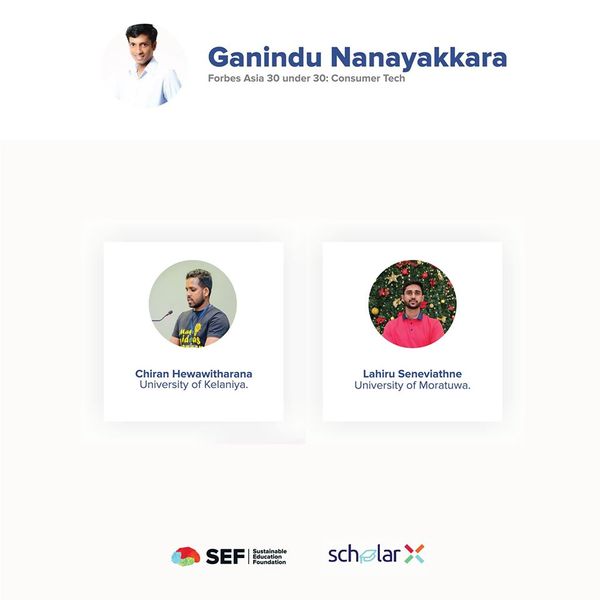 Ganindu Nanayakkara
Forbes Asia 30 under 30: Consumer Tech
Chiran Hewawitharana
University of Kelaniya.
Lahiru Seneviathne
University of Moratuwa.
SEF
Sustainable
Education
Foundation
scholar X